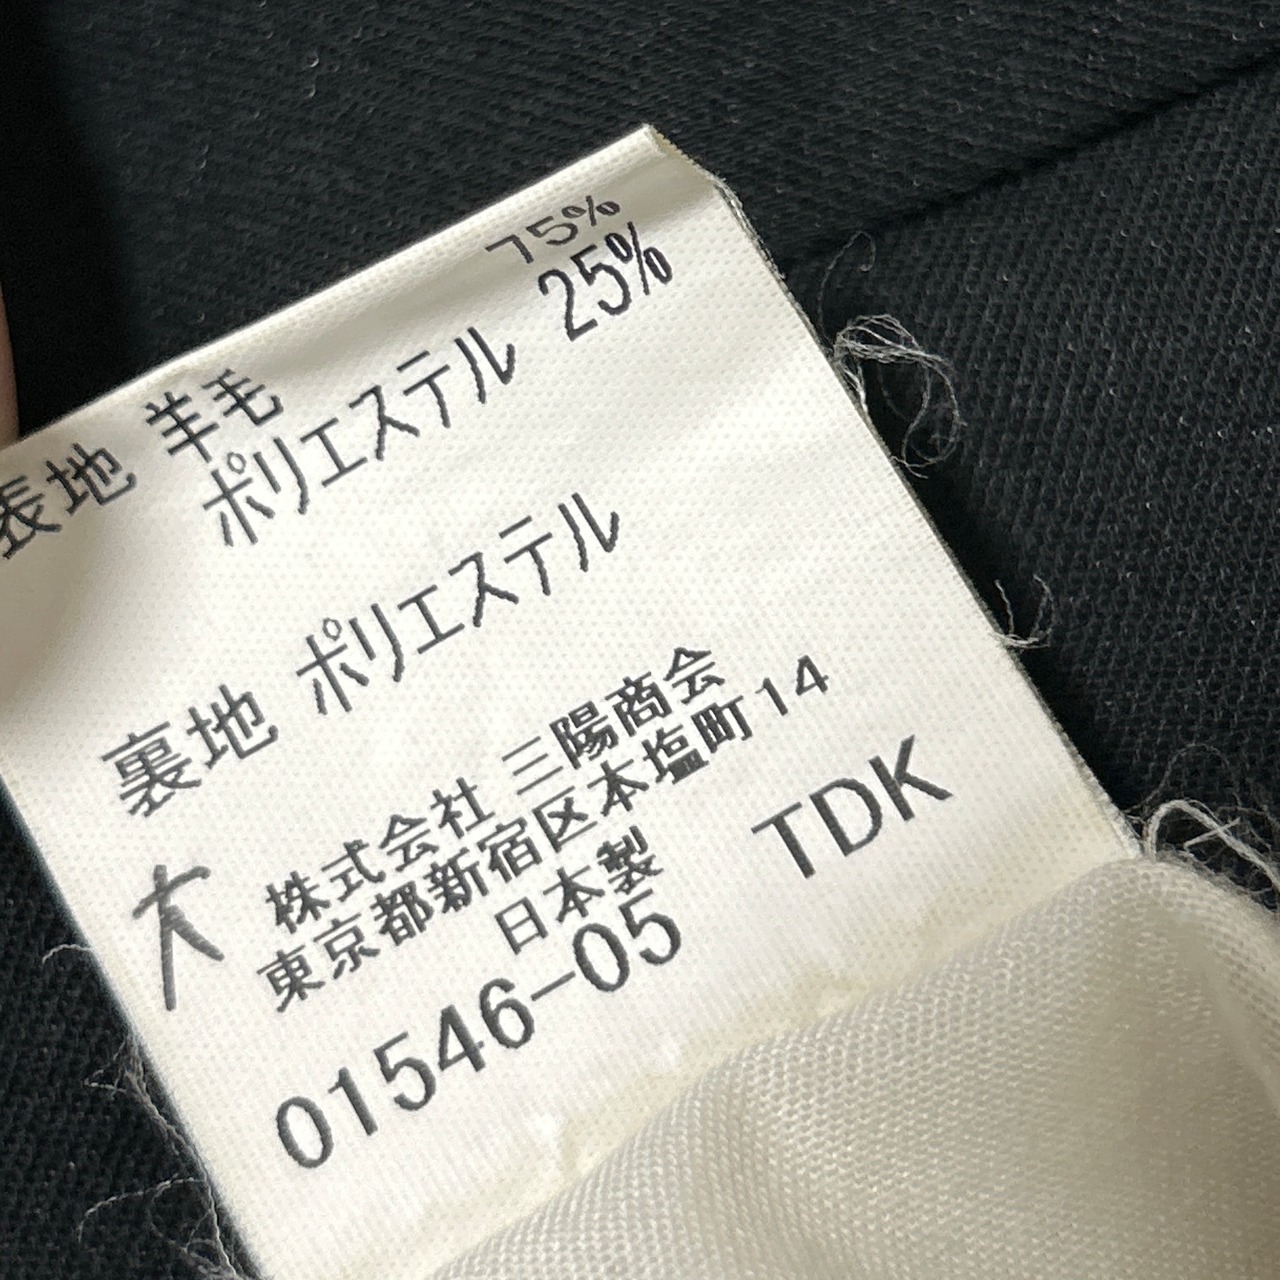 表地 羊毛 75%
ポリエステル 25%
裏地 ポリエステル
株式会社 三陽商会
東京都新宿区本塩町14
日本製 TDK
01546-05